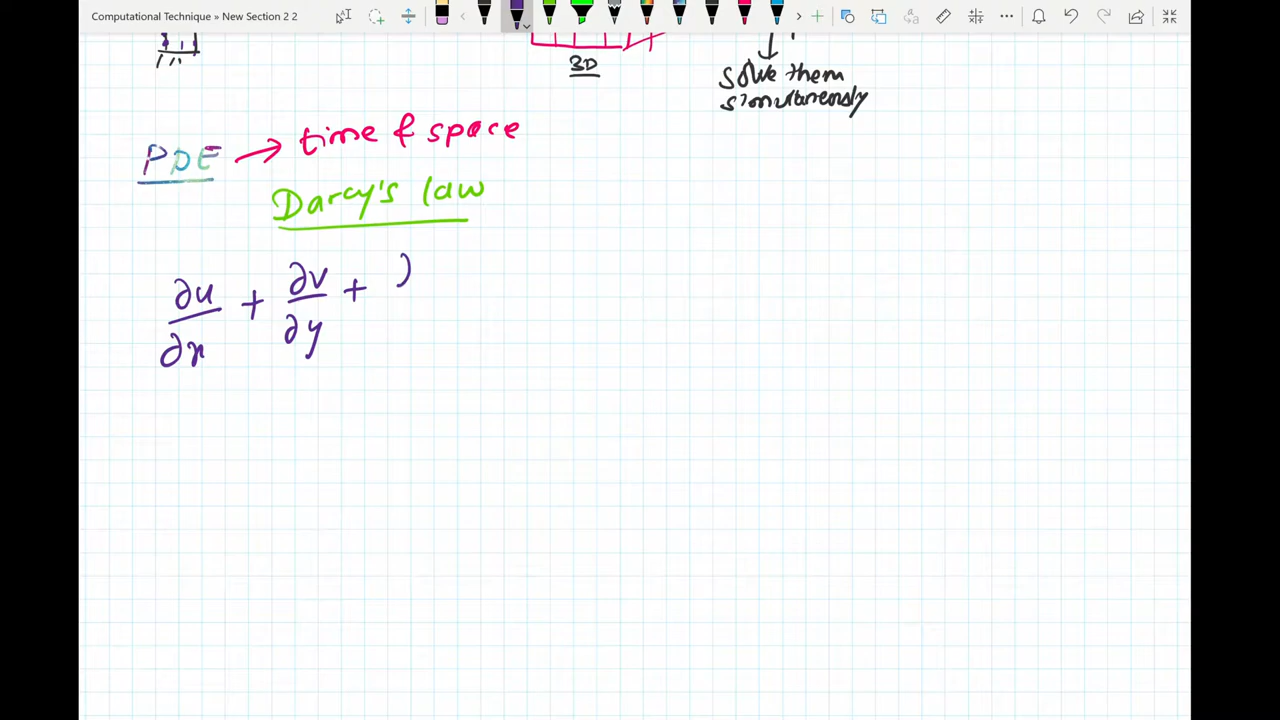 Computational Technique » New Section 2 2
3D
solve them
simultaneously
PDE → time & space
Darcy's law
∂u/∂x + ∂v/∂y + )